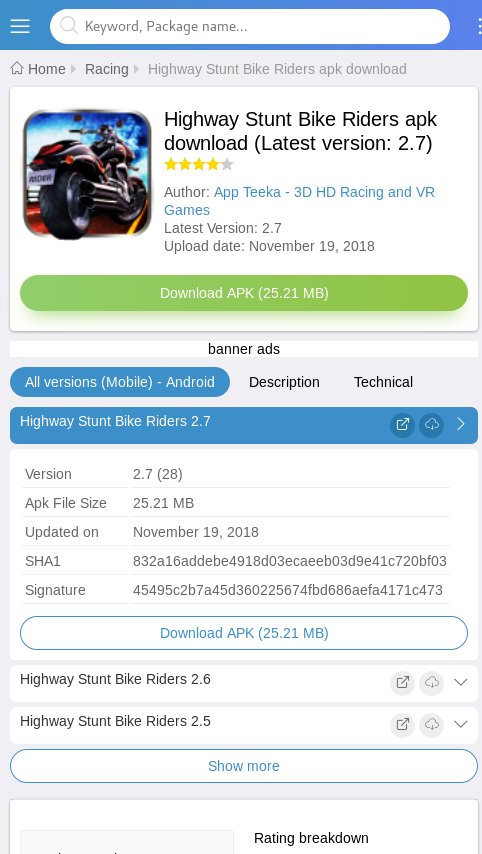 Keyword, Package name...
Home Racing Highway Stunt Bike Riders apk download
RIDER
Highway Stunt Bike Riders apk
download (Latest version: 2.7)
Author: App Teeka - 3D HD Racing and VR
Games
Latest Version: 2.7
Upload date: November 19, 2018
Download APK (25.21 MB)
banner ads
All versions (Mobile) - Android Description Technical
Highway Stunt Bike Riders 2.7
Version 2.7 (28)
Apk File Size 25.21 MB
Updated on November 19, 2018
SHA1 832a16addebe4918d03ecaeeb03d9e41c720bf03
Signature 45495c2b7a45d360225674fbd686aefa4171c473
Download APK (25.21 MB)
Highway Stunt Bike Riders 2.6
Highway Stunt Bike Riders 2.5
Show more
Rating breakdown